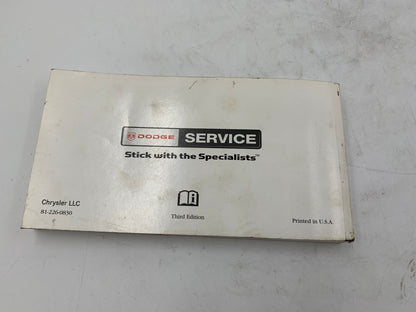 DODGE SERVICE
Stick with the Specialists™
Chrysler LLC
81-226-0850
Third Edition
Printed in U.S.A.